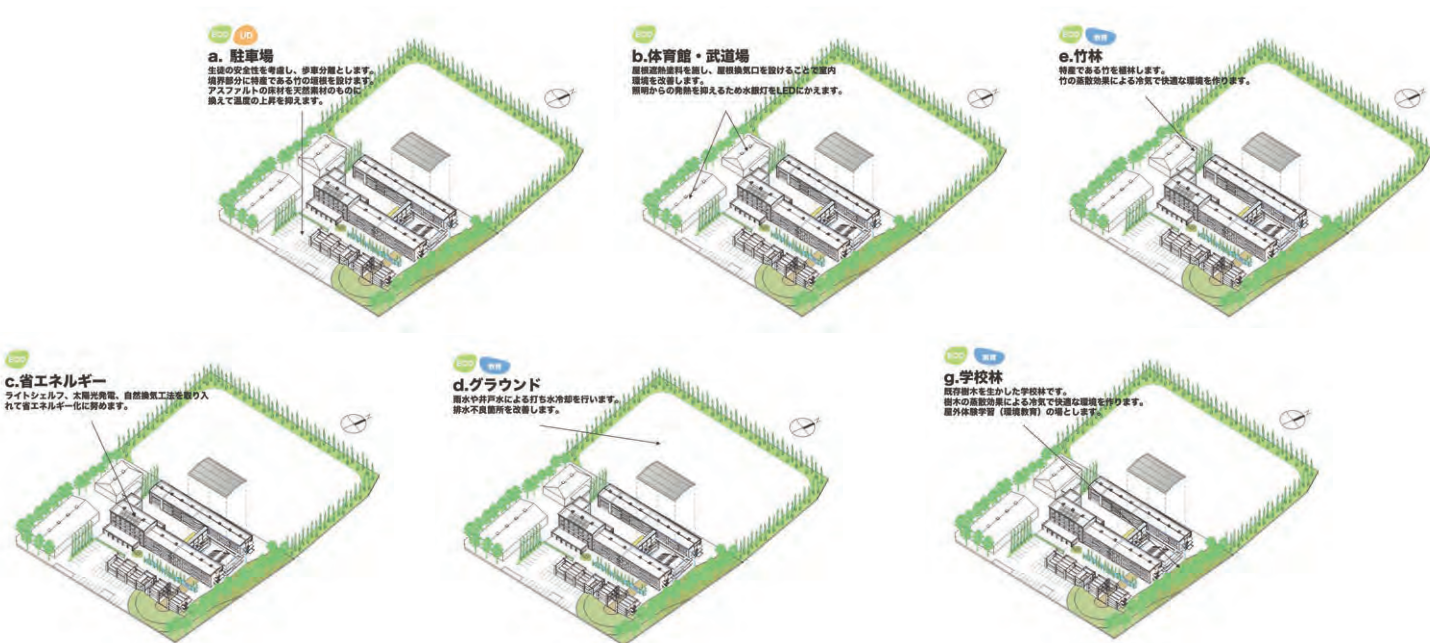 ECO UD
a. 駐車場
生徒の安全性を考慮し、歩車分離とします。
境界部分に特産である竹の垣根を設けます。
アスファルトの床材を天然素材のものに
換えて温度の上昇を抑えます。
ECO
b.体育館・武道場
屋根遮熱塗料を施し、屋根換気口を設けることで室内
環境を改善します。
照明からの発熱を抑えるため水銀灯をLEDにかえます。
ECO 教育
e.竹林
特産である竹を植林します。
竹の蒸散効果による冷気で快適な環境を作ります。
ECO
c.省エネルギー
ライトシェルフ、太陽光発電、自然換気工法を取り入
れて省エネルギー化に努めます。
ECO 教育
d.グラウンド
雨水や井戸水による打ち水冷却を行います。
排水不良箇所を改善します。
ECO 教育
g.学校林
既存樹木を生かした学校林です。
樹木の蒸散効果による冷気で快適な環境を作ります。
屋外体験学習（環境教育）の場とします。